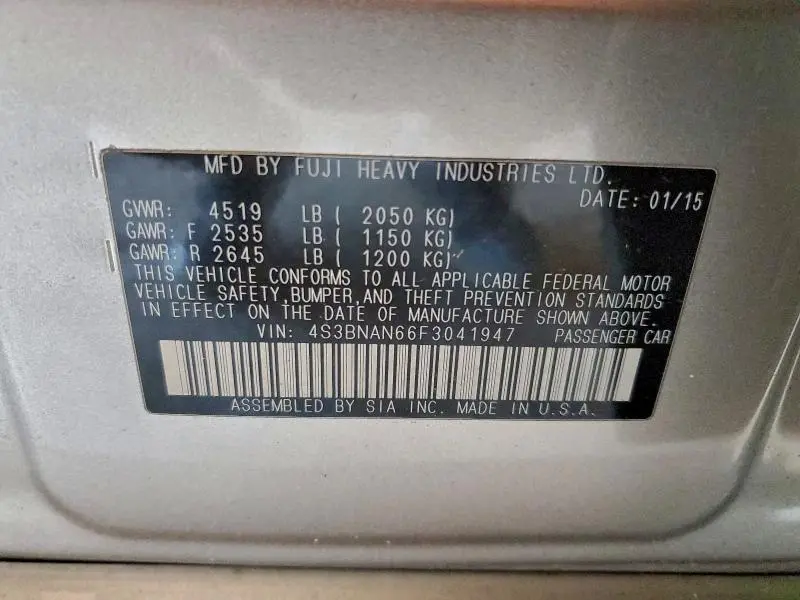 MFD BY FUJI HEAVY INDUSTRIES LTD.
DATE: 01/15
GVWR: 4519 LB ( 2050 KG)
GAWR: F 2535 LB ( 1150 KG)
GAWR: R 2645 LB ( 1200 KG)
THIS VEHICLE CONFORMS TO ALL APPLICABLE FEDERAL MOTOR
VEHICLE SAFETY,BUMPER,AND THEFT PREVENTION STANDARDS
IN EFFECT ON THE DATE OF MANUFACTURE SHOWN ABOVE.
VIN: 4S3BNAN66F3041947 PASSENGER CAR
ASSEMBLED BY SIA INC. MADE IN U.S.A.